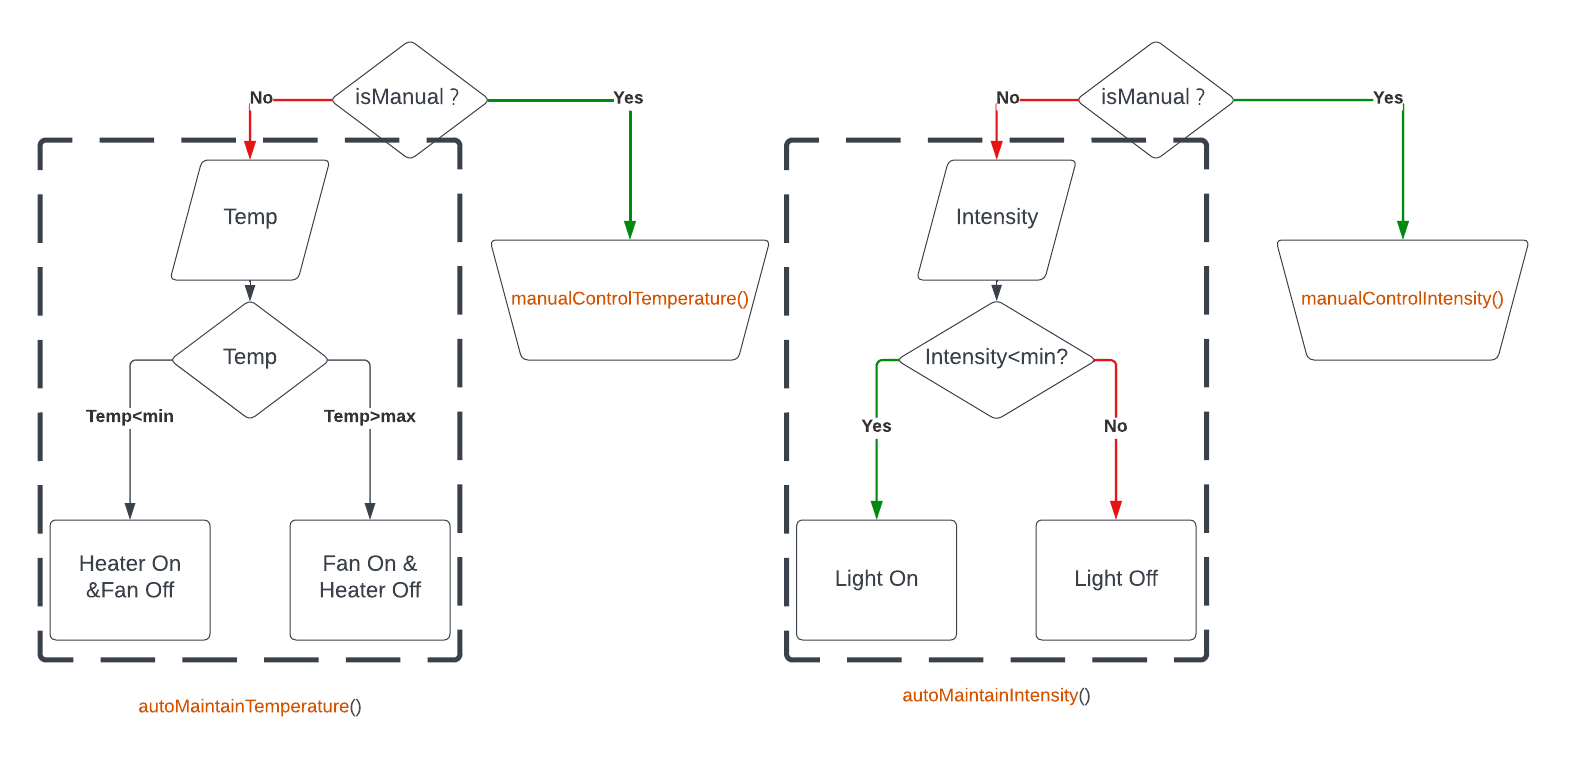 isManual ?
No
Yes
Temp
manualControlTemperature()
Temp
Temp<min
Temp>max
Heater On
&Fan Off
Fan On &
Heater Off
autoMaintainTemperature()
isManual ?
No
Yes
Intensity
manualControlIntensity()
Intensity<min?
Yes
No
Light On
Light Off
autoMaintainIntensity()